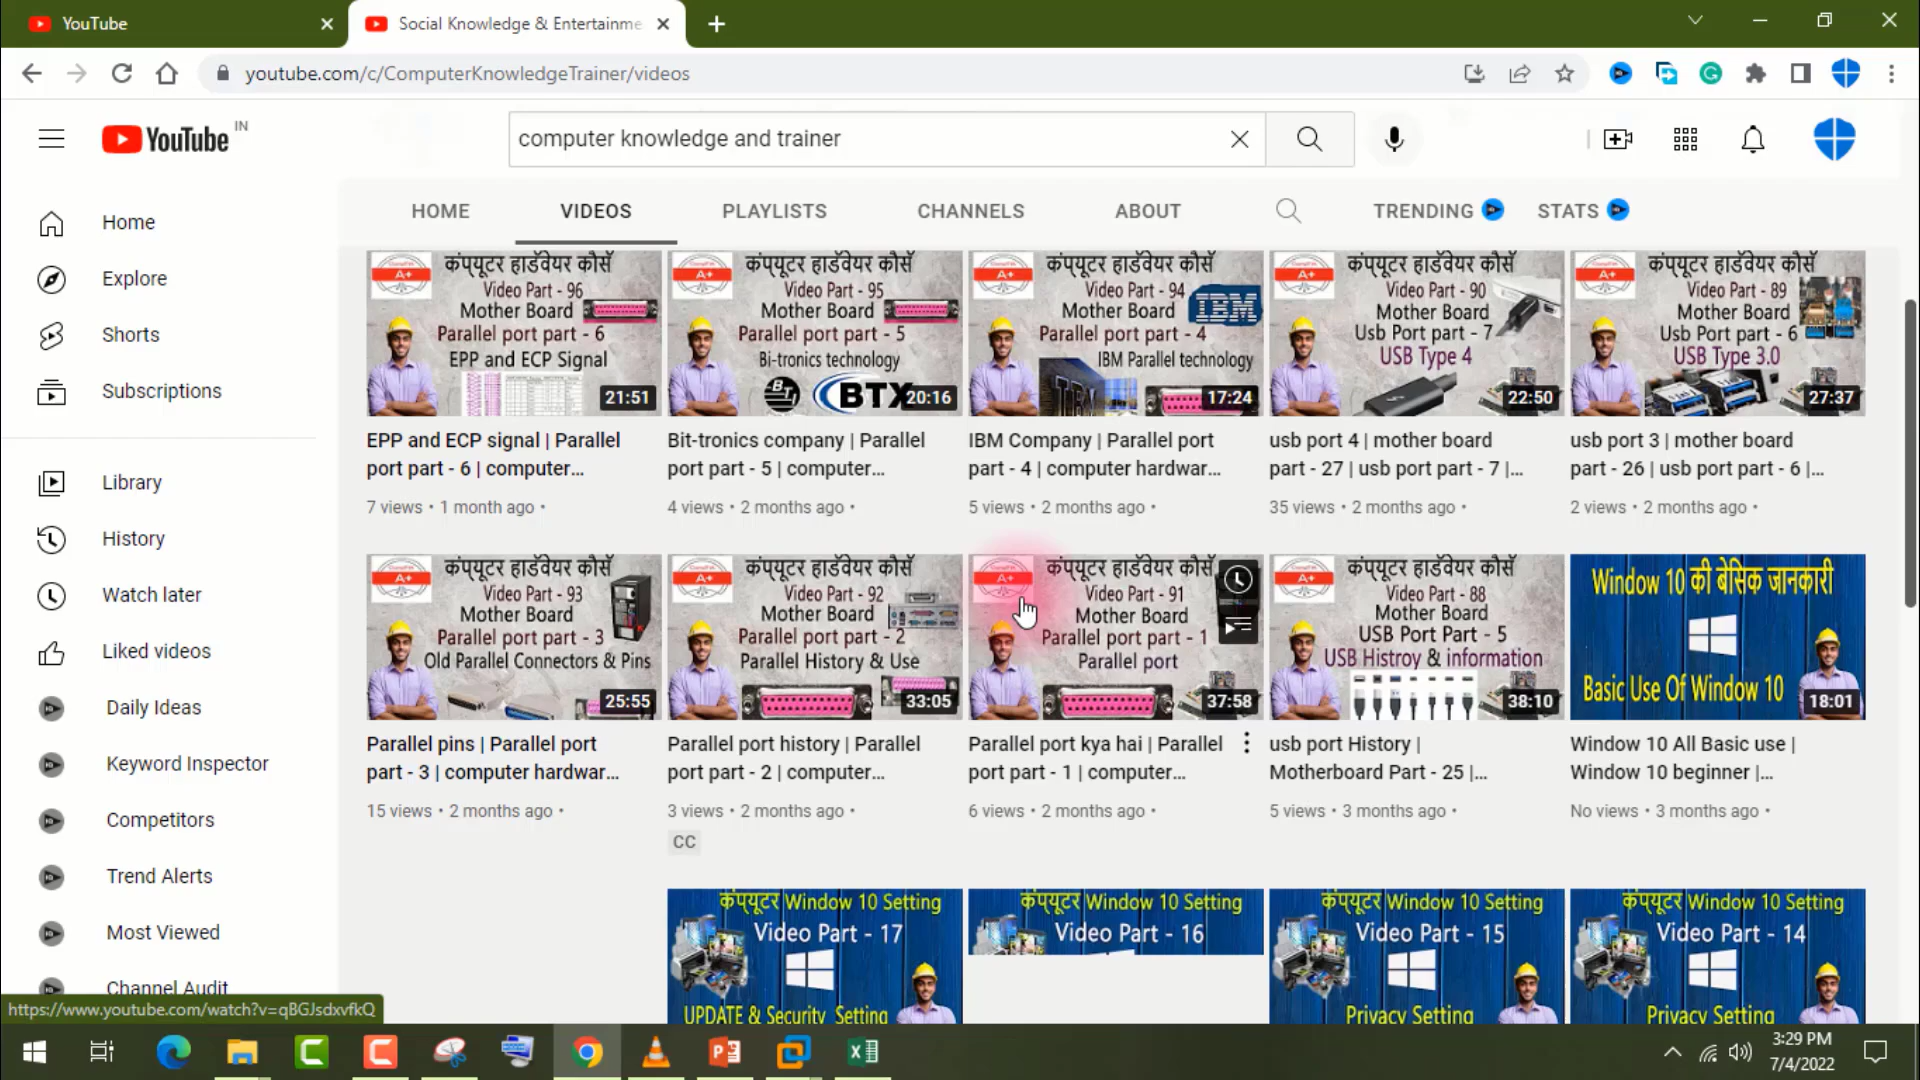 YouTube
Social Knowledge & Entertainme
youtube.com/c/ComputerKnowledgeTrainer/videos
YouTube IN
computer knowledge and trainer
HOME VIDEOS PLAYLISTS CHANNELS ABOUT TRENDING STATS
Home
Explore
Shorts
Subscriptions
Library
History
Watch later
Liked videos
Daily Ideas
Keyword Inspector
Competitors
Trend Alerts
Most Viewed
Channel Audit
A+
कंप्यूटर हार्डवेयर कोर्स
Video Part - 96
Mother Board
Parallel port part - 6
EPP and ECP Signal
21:51
EPP and ECP signal | Parallel
port part - 6 | computer...
7 views • 1 month ago •
A+
कंप्यूटर हार्डवेयर कोर्स
Video Part - 95
Mother Board
Parallel port part - 5
Bi-tronics technology
BTX
20:16
Bit-tronics company | Parallel
port part - 5 | computer...
4 views • 2 months ago •
A+
कंप्यूटर हार्डवेयर कोर्स
Video Part - 94
Mother Board
IBM
Parallel port part - 4
IBM Parallel technology
17:24
IBM Company | Parallel port
part - 4 | computer hardwar...
5 views • 2 months ago •
A+
कंप्यूटर हार्डवेयर कोर्स
Video Part - 90
Mother Board
Usb Port part - 7
USB Type 4
22:50
usb port 4 | mother board
part - 27 | usb port part - 7 |...
35 views • 2 months ago •
A+
कंप्यूटर हार्डवेयर कोर्स
Video Part - 89
Mother Board
Usb Port part - 6
USB Type 3.0
27:37
usb port 3 | mother board
part - 26 | usb port part - 6 |...
2 views • 2 months ago •
A+
कंप्यूटर हार्डवेयर कोर्स
Video Part - 93
Mother Board
Parallel port part - 3
Old Parallel Connectors & Pins
25:55
Parallel pins | Parallel port
part - 3 | computer hardwar...
15 views • 2 months ago •
A+
कंप्यूटर हार्डवेयर कोर्स
Video Part - 92
Mother Board
Parallel port part - 2
Parallel History & Use
33:05
Parallel port history | Parallel
port part - 2 | computer...
3 views • 2 months ago •
CC
A+
कंप्यूटर हार्डवेयर कोर्स
Video Part - 91
Mother Board
Parallel port part - 1
Parallel port
37:58
Parallel port kya hai | Parallel
port part - 1 | computer...
6 views • 2 months ago •
A+
कंप्यूटर हार्डवेयर कोर्स
Video Part - 88
Mother Board
USB Port Part - 5
USB Histroy & information
38:10
usb port History |
Motherboard Part - 25 |...
5 views • 3 months ago •
Window 10 की बेसिक जानकारी
Basic Use Of Window 10
18:01
Window 10 All Basic use |
Window 10 beginner |...
No views • 3 months ago •
कंप्यूटर Window 10 Setting
Video Part - 17
UPDATE & Security Setting
कंप्यूटर Window 10 Setting
Video Part - 16
कंप्यूटर Window 10 Setting
Video Part - 15
Privacy Setting
कंप्यूटर Window 10 Setting
Video Part - 14
Privacy Setting
https://www.youtube.com/watch?v=qBGJsdxvfkQ
3:29 PM
7/4/2022